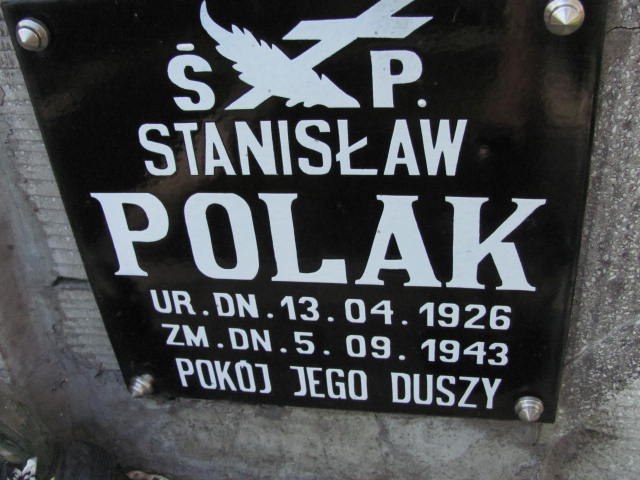 Ś P.
STANISŁAW
POLAK
UR. DN. 13. 04. 1926
ZM. DN. 5. 09. 1943
POKÓJ JEGO DUSZY